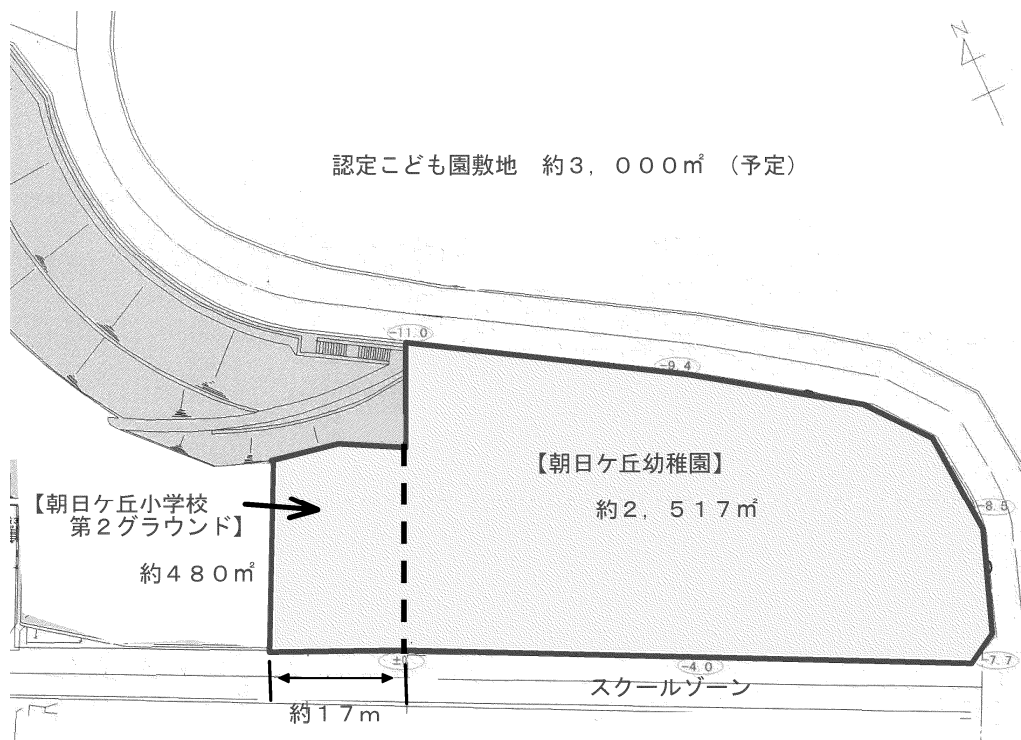 N
認定こども園敷地 約３，０００㎡ （予定）
-11.0
-9.4
【朝日ケ丘幼稚園】
約２，５１７㎡
-8.5
【朝日ケ丘小学校
第２グラウンド】
約４８０㎡
-4.0
-7.7
スクールゾーン
約１７ｍ